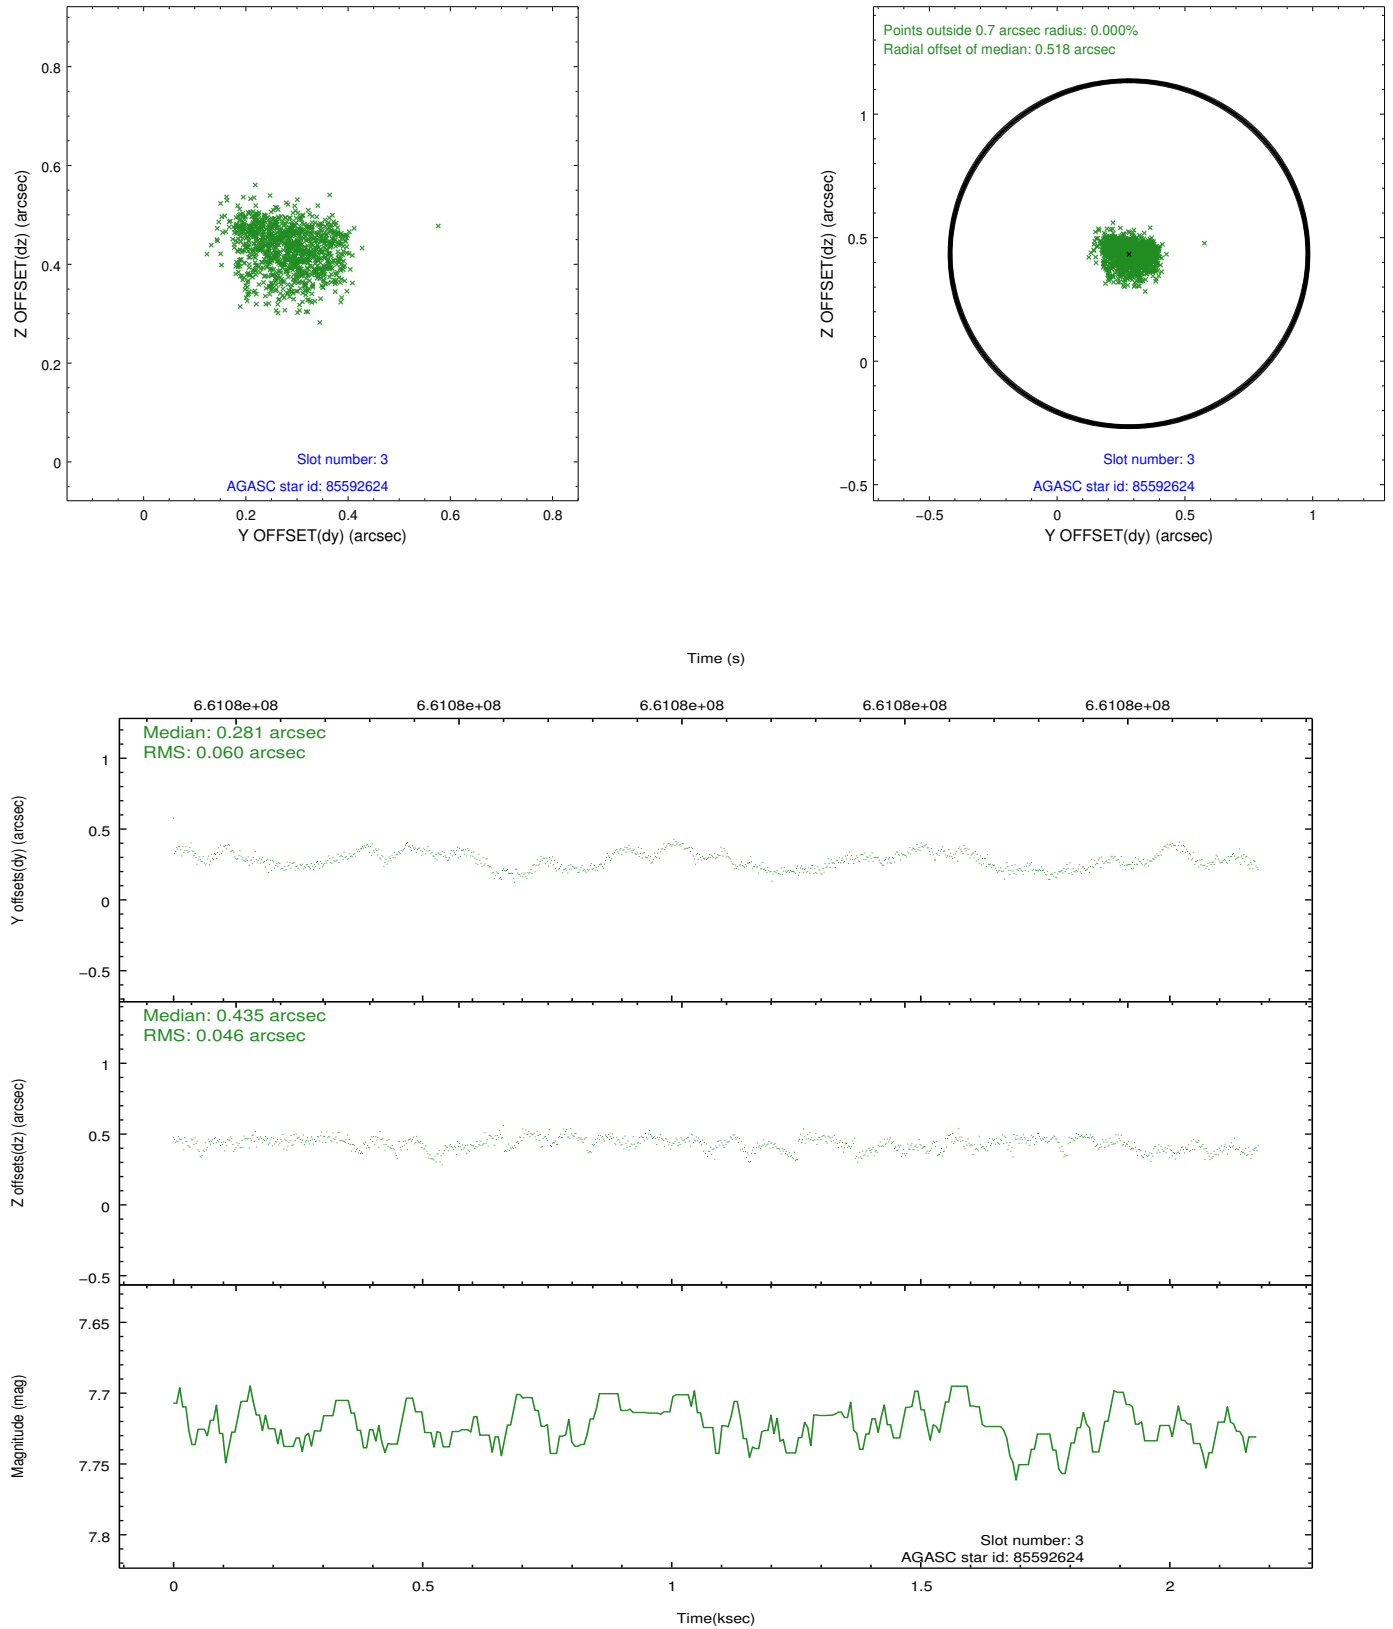 0.8
0.6
0.4
0.2
0
0 0.2 0.4 0.6 0.8
Z OFFSET(dz) (arcsec)
Y OFFSET(dy) (arcsec)
Slot number: 3
AGASC star id: 85592624
Points outside 0.7 arcsec radius: 0.000%
Radial offset of median: 0.518 arcsec
1
0.5
0
−0.5
−0.5 0 0.5 1
Z OFFSET(dz) (arcsec)
Y OFFSET(dy) (arcsec)
Slot number: 3
AGASC star id: 85592624
Time (s)
6.6108e+08 6.6108e+08 6.6108e+08 6.6108e+08 6.6108e+08
Median: 0.281 arcsec
RMS: 0.060 arcsec
1
0.5
0
−0.5
Y offsets(dy) (arcsec)
Median: 0.435 arcsec
RMS: 0.046 arcsec
1
0.5
0
−0.5
Z offsets(dz) (arcsec)
7.65
7.7
7.75
7.8
Magnitude (mag)
Slot number: 3
AGASC star id: 85592624
0 0.5 1 1.5 2
Time(ksec)